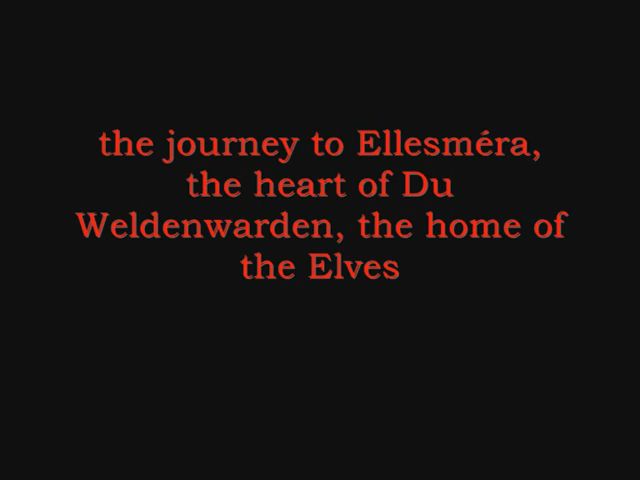 the journey to Ellesméra,
the heart of Du
Weldenwarden, the home of
the Elves